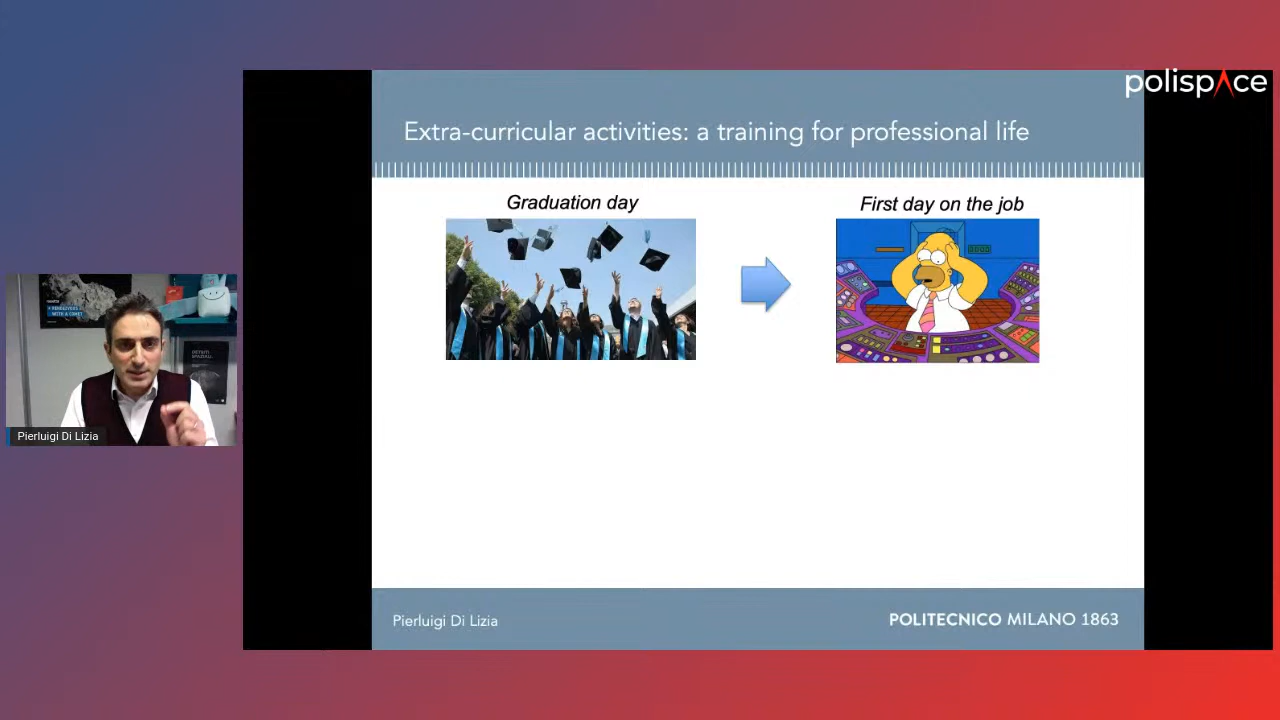 polispace
Extra-curricular activities: a training for professional life
Graduation day
First day on the job
Pierluigi Di Lizia
Pierluigi Di Lizia
POLITECNICO MILANO 1863